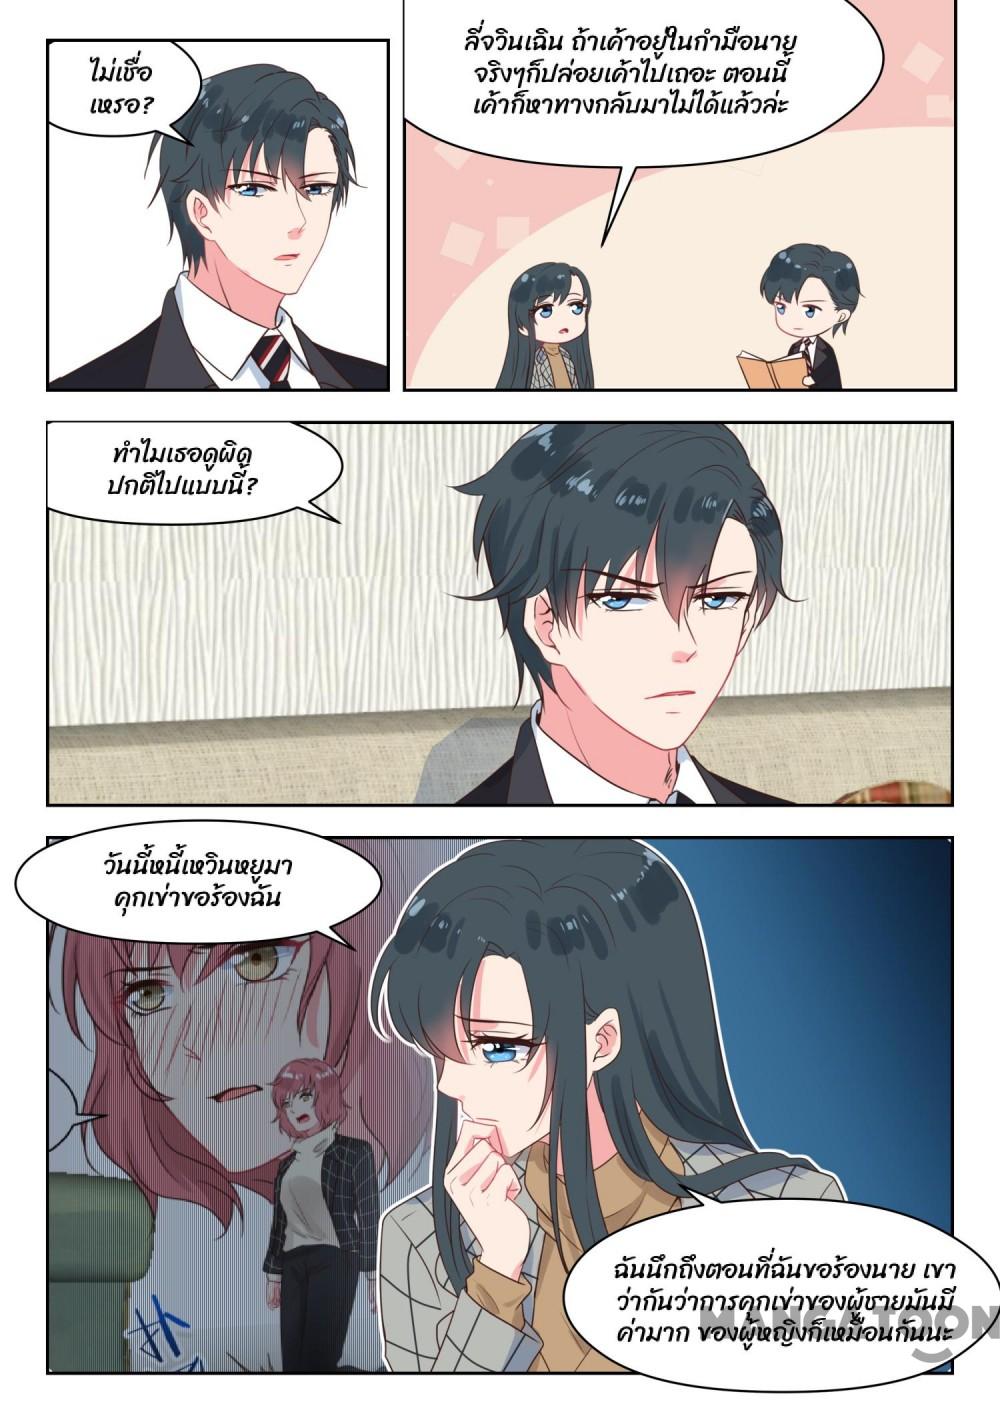 ไม่เชื่อ
เหรอ?
ลี่จวินเฉิน ถ้าเค้าอยู่ในกำมือนาย
จริงๆก็ปล่อยเค้าไปเถอะ ตอนนี้
เค้าก็หาทางกลับมาไม่ได้แล้วล่ะ
ทำไมเธอดูผิด
ปกติไปแบบนี้?
วันนี้หนี้เหวินหยูมา
คุกเข่าขอร้องฉัน
ฉันนึกถึงตอนที่ฉันขอร้องนาย เขา
ว่ากันว่าการคุกเข่าของผู้ชายมันมี
ค่ามาก ของผู้หญิงก็เหมือนกันนะ
MANGATOON